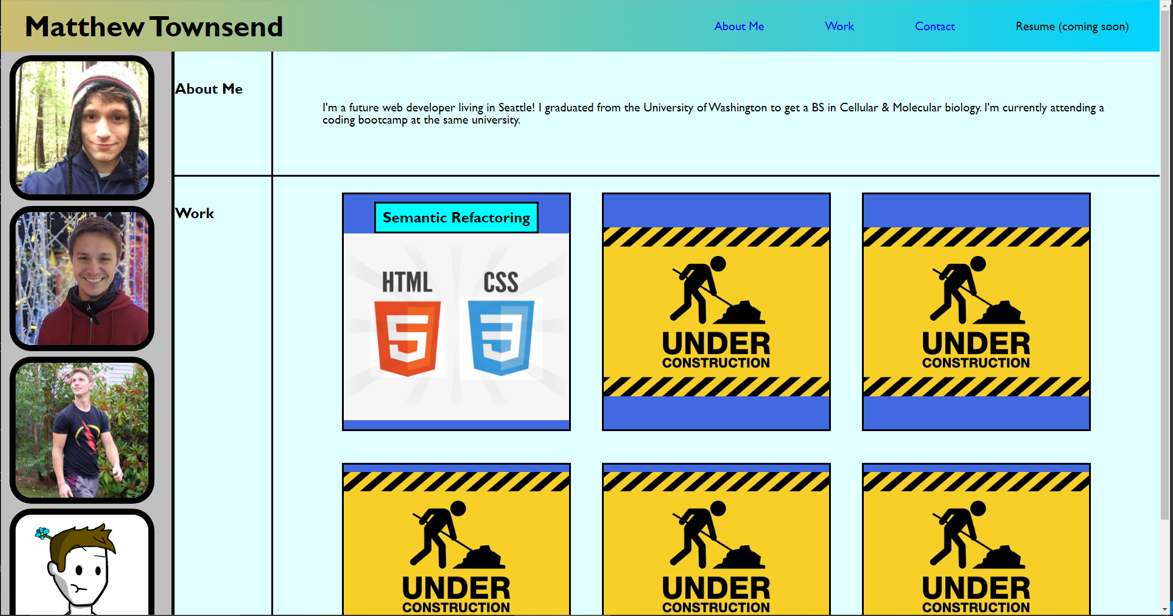 Matthew Townsend
About Me
Work
Contact
Resume (coming soon)
About Me
I'm a future web developer living in Seattle! I graduated from the University of Washington to get a BS in Cellular & Molecular biology. I'm currently attending a
coding bootcamp at the same university.
Work
Semantic Refactoring
HTML
CSS
5
3
UNDER
CONSTRUCTION
UNDER
CONSTRUCTION
UNDER
CONSTRUCTION
UNDER
CONSTRUCTION
UNDER
CONSTRUCTION